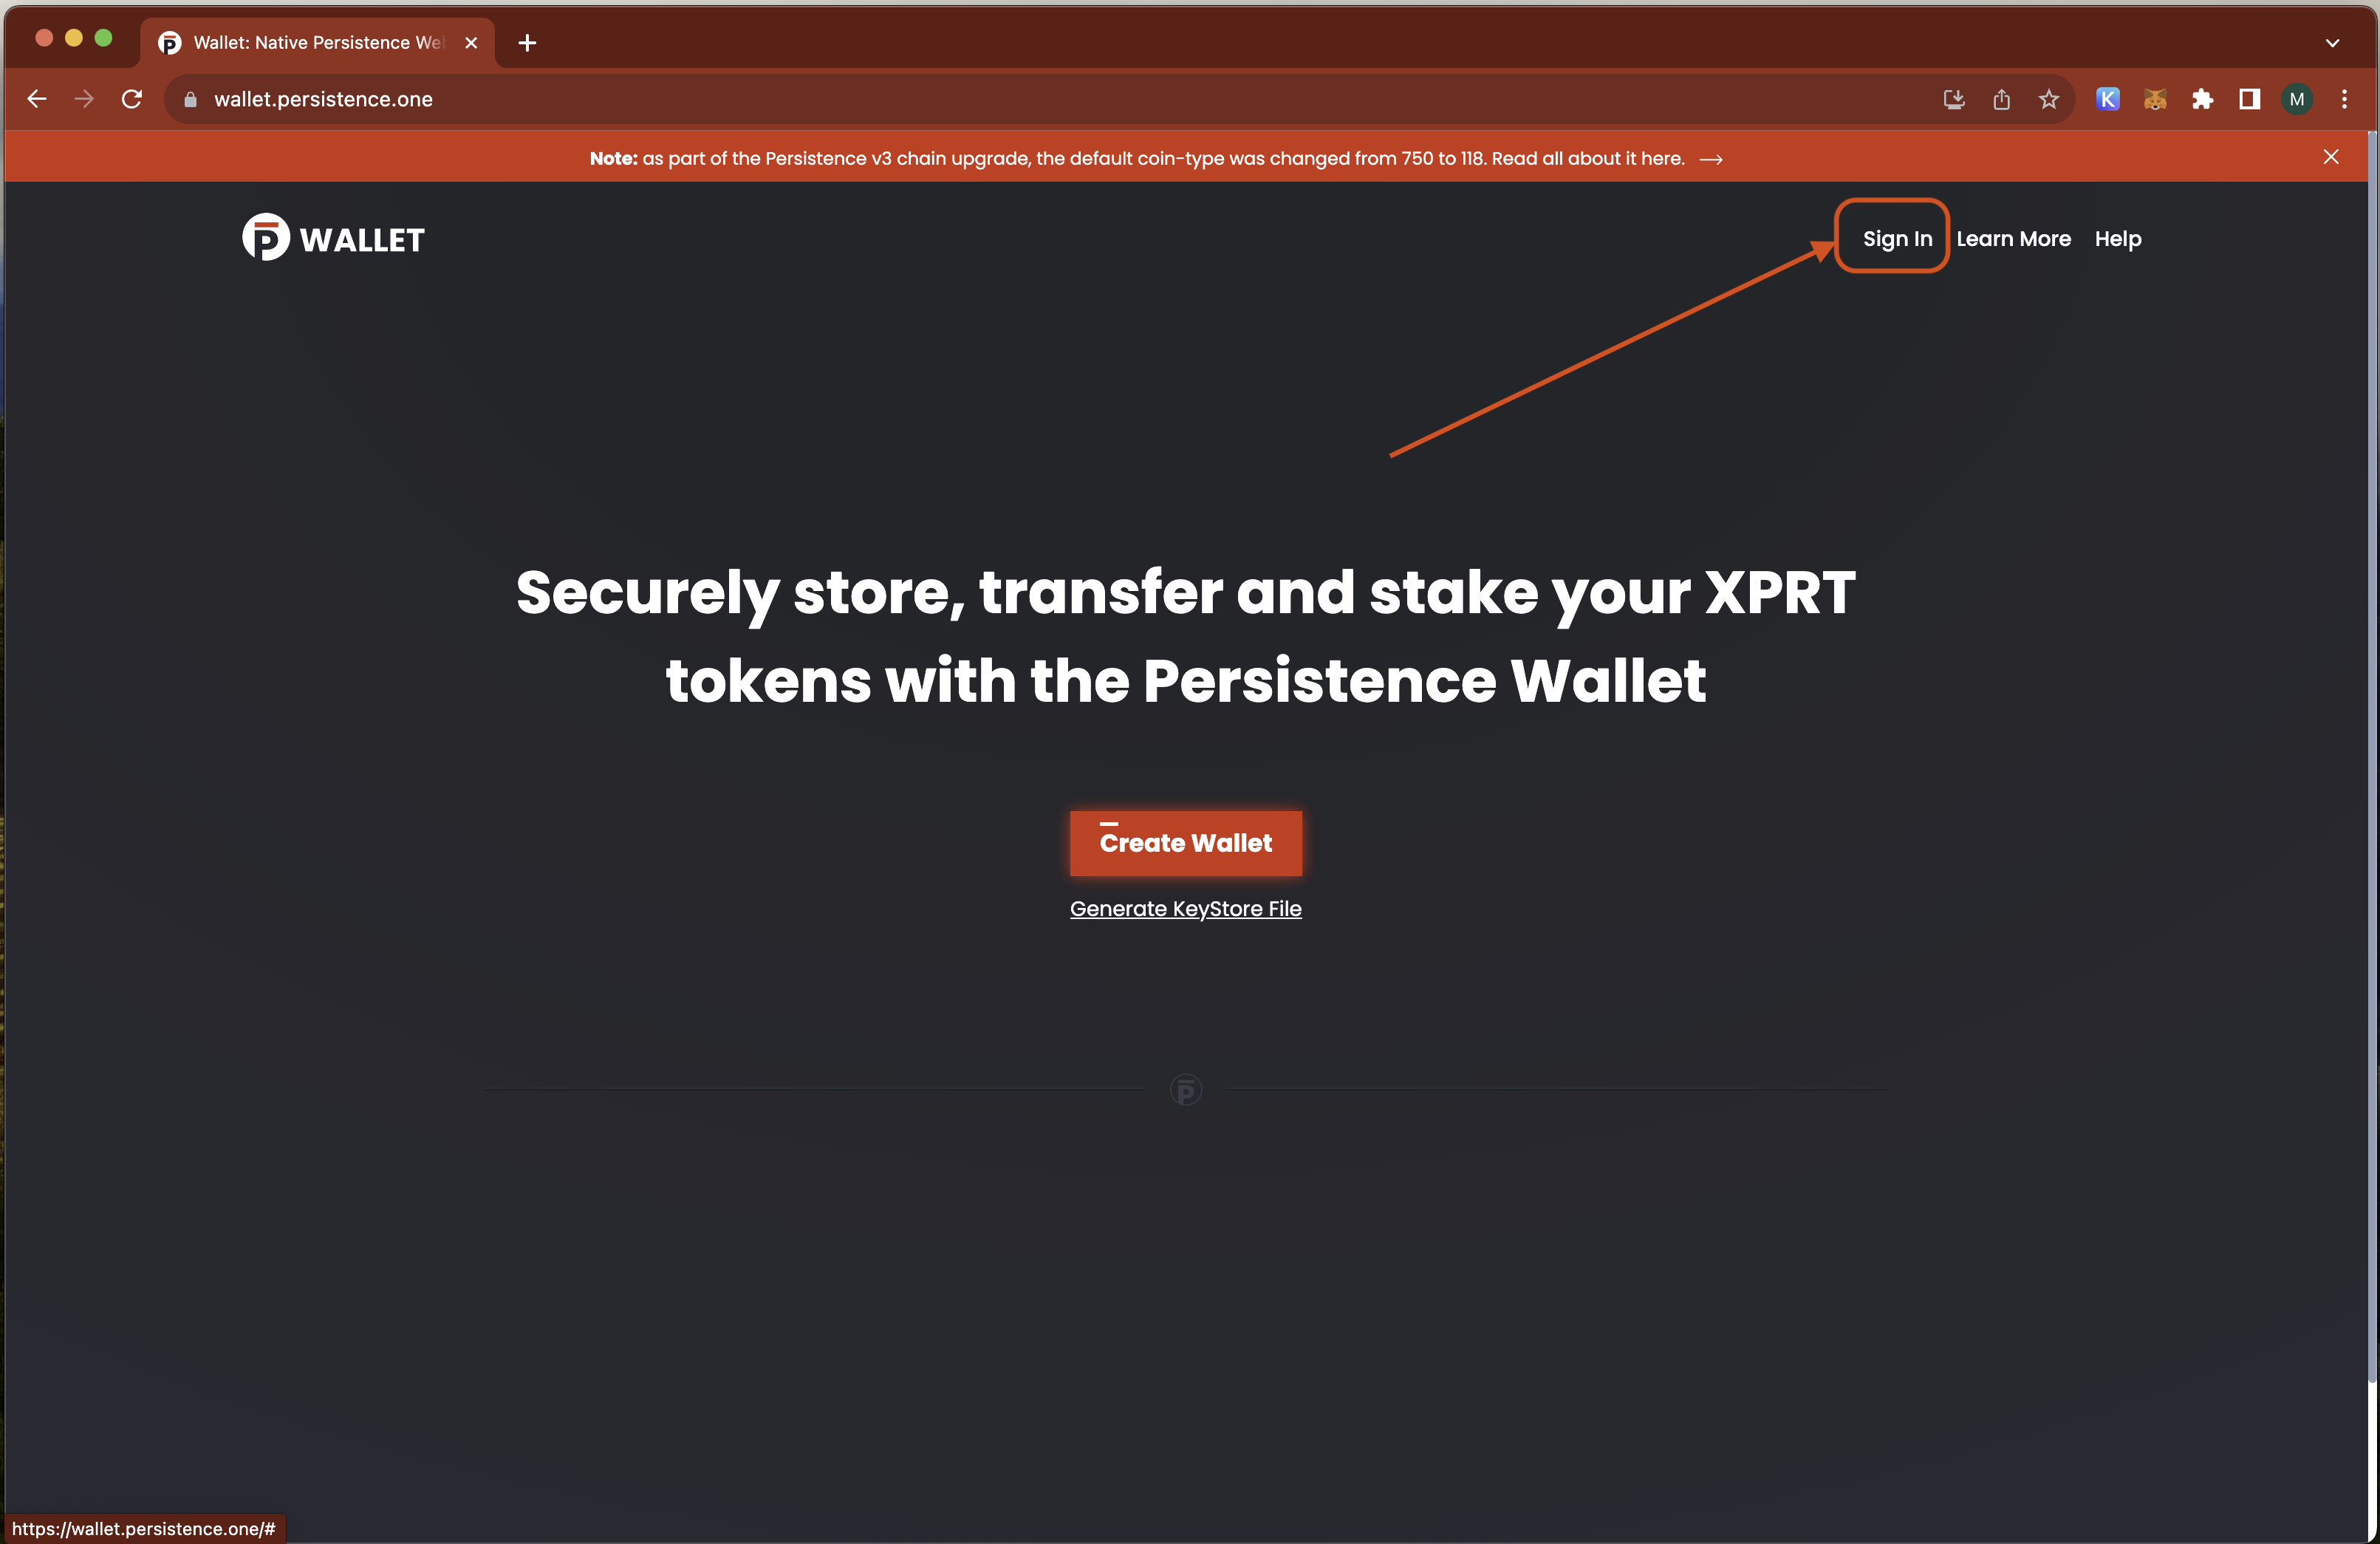 Wallet: Native Persistence We
wallet.persistence.one
K
M
Note: as part of the Persistence v3 chain upgrade, the default coin-type was changed from 750 to 118. Read all about it here. →
WALLET
Sign In
Learn More
Help
Securely store, transfer and stake your XPRT
tokens with the Persistence Wallet
Create Wallet
Generate KeyStore File
https://wallet.persistence.one/#